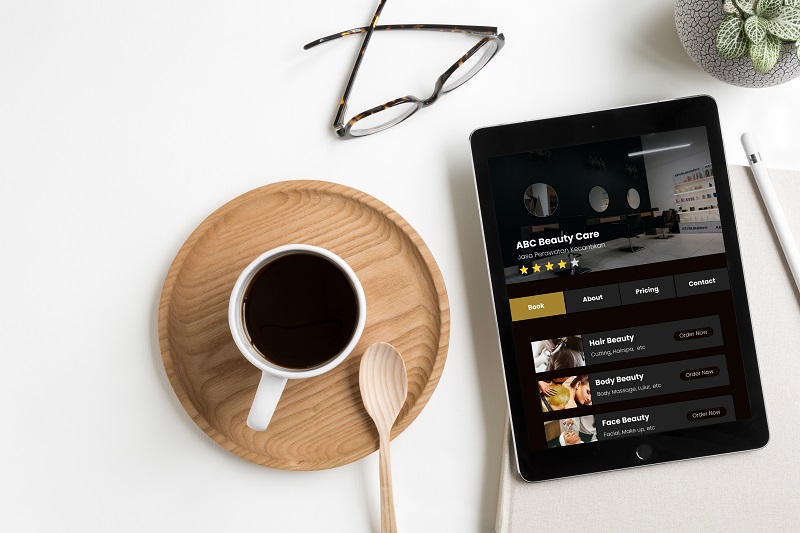 ABC Beauty Care
Jasa Perawatan Kecantikan
Book
About
Pricing
Contact
Hair Beauty
Cutting, Hairspa, etc
Order Now
Body Beauty
Body Massage, Lulur, etc
Order Now
Face Beauty
Facial, Make up, etc
Order Now